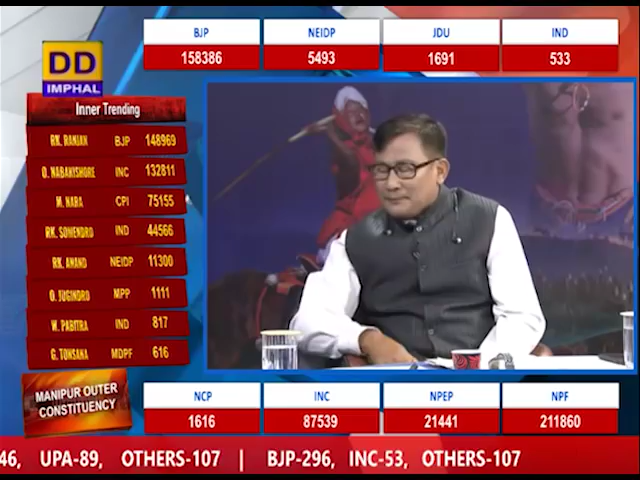 BJP NEIDP JDU IND
158386 5493 1691 533
DD
IMPHAL
Inner Trending
RK. RANJAN BJP 148969
O. NABAKISHORE INC 132811
M. NARA CPI 75155
RK. SOMENDRO IND 44566
RK. ANAND NEIDP 11300
O. JUGINDRO MPP 1111
W. PABITRA IND 817
G. TONSANA MDPF 616
MANIPUR OUTER
CONSTITUENCY
NCP INC NPEP NPF
1616 87539 21441 211860
46, UPA-89, OTHERS-107 | BJP-296, INC-53, OTHERS-107